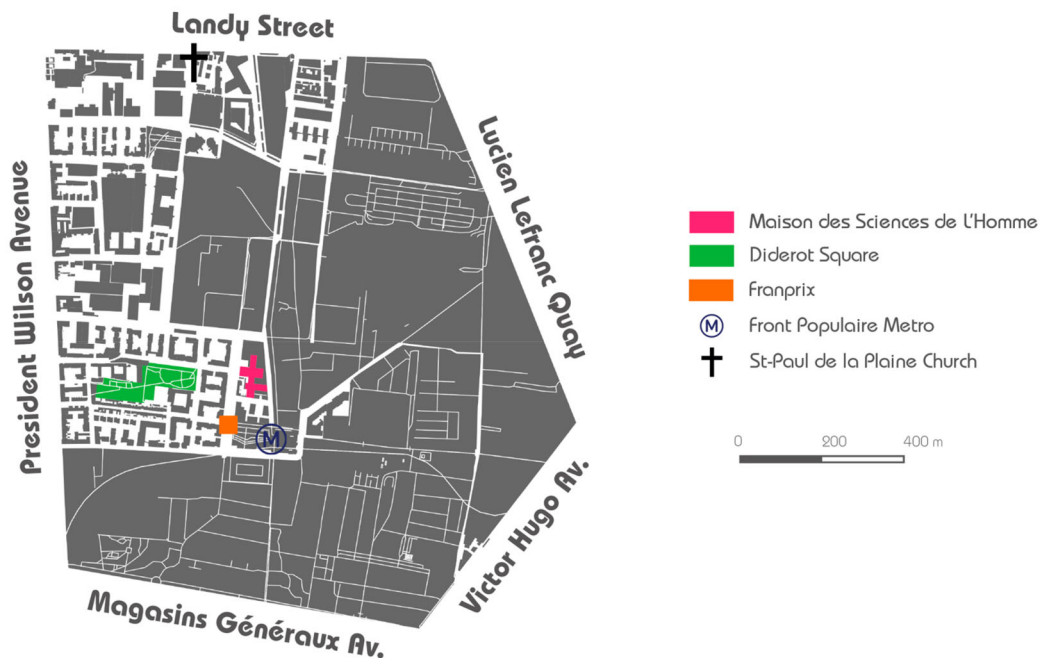 Landy Street
President Wilson Avenue
Lucien Lefranc Quay
Victor Hugo Av.
Magasins Généraux Av.
M
Maison des Sciences de L'Homme
Diderot Square
Franprix
M Front Populaire Metro
St-Paul de la Plaine Church
0 200 400 m